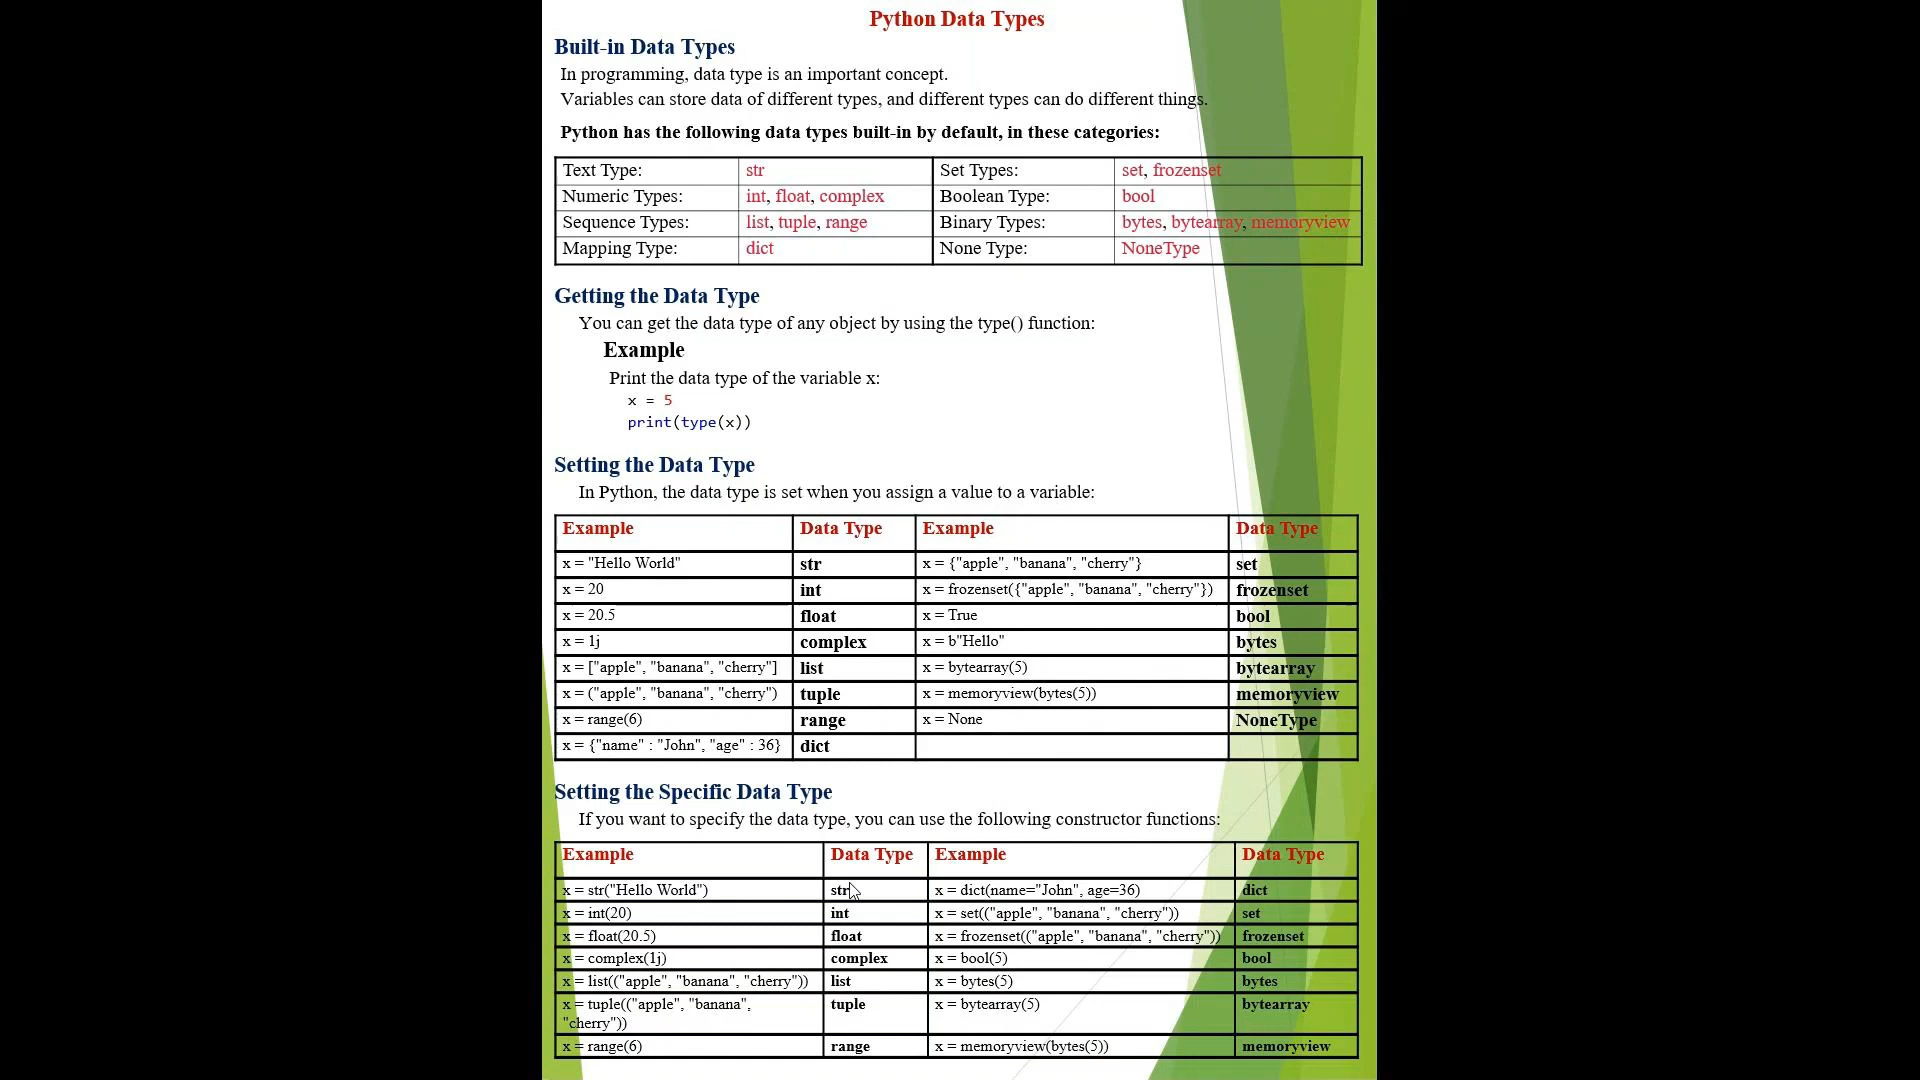 Python Data Types
Built-in Data Types
In programming, data type is an important concept.
Variables can store data of different types, and different types can do different things.
Python has the following data types built-in by default, in these categories:
Text Type: str Set Types: set, frozenset
Numeric Types: int, float, complex Boolean Type: bool
Sequence Types: list, tuple, range Binary Types: bytes, bytearray, memoryview
Mapping Type: dict None Type: NoneType
Getting the Data Type
You can get the data type of any object by using the type() function:
Example
Print the data type of the variable x:
x = 5
print(type(x))
Setting the Data Type
In Python, the data type is set when you assign a value to a variable:
Example Data Type Example Data Type
x = "Hello World" str x = {"apple", "banana", "cherry"} set
x = 20 int x = frozenset({"apple", "banana", "cherry"}) frozenset
x = 20.5 float x = True bool
x = 1j complex x = b"Hello" bytes
x = ["apple", "banana", "cherry"] list x = bytearray(5) bytearray
x = ("apple", "banana", "cherry") tuple x = memoryview(bytes(5)) memoryview
x = range(6) range x = None NoneType
x = {"name" : "John", "age" : 36} dict
Setting the Specific Data Type
If you want to specify the data type, you can use the following constructor functions:
Example Data Type Example Data Type
x = str("Hello World") str x = dict(name="John", age=36) dict
x = int(20) int x = set(("apple", "banana", "cherry")) set
x = float(20.5) float x = frozenset(("apple", "banana", "cherry")) frozenset
x = complex(1j) complex x = bool(5) bool
x = list(("apple", "banana", "cherry")) list x = bytes(5) bytes
x = tuple(("apple", "banana", tuple x = bytearray(5) bytearray
"cherry"))
x = range(6) range x = memoryview(bytes(5)) memoryview